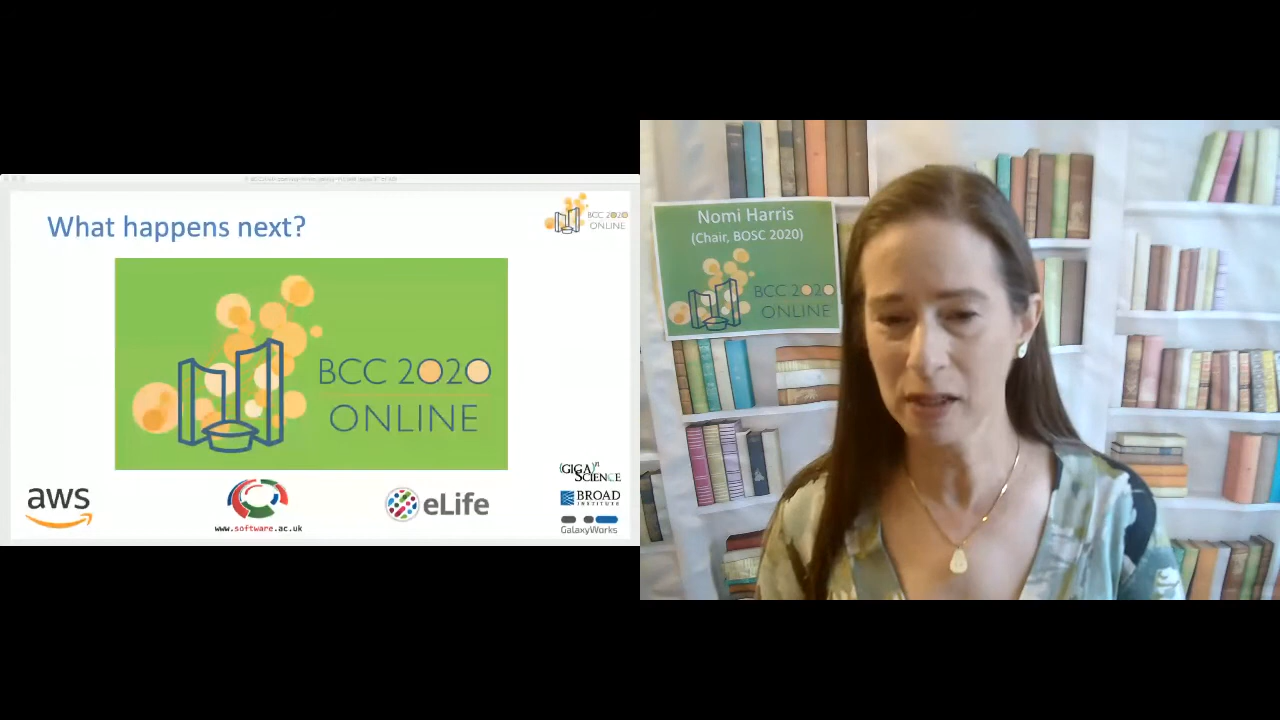 What happens next?
BCC 2020
ONLINE
BCC 2020
ONLINE
aws
www.software.ac.uk
eLife
(GIGA)n
SCIENCE
BROAD
INSTITUTE
GalaxyWorks
Nomi Harris
(Chair, BOSC 2020)
BCC 2020
ONLINE